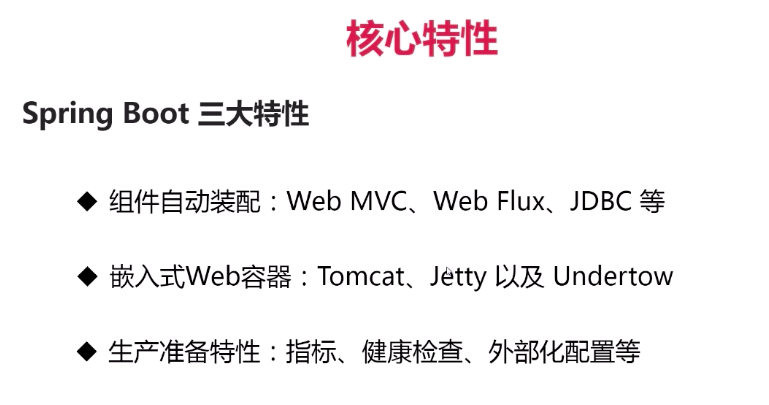 核心特性
Spring Boot 三大特性
◆ 组件自动装配：Web MVC、Web Flux、JDBC 等
◆ 嵌入式Web容器：Tomcat、Jetty 以及 Undertow
◆ 生产准备特性：指标、健康检查、外部化配置等